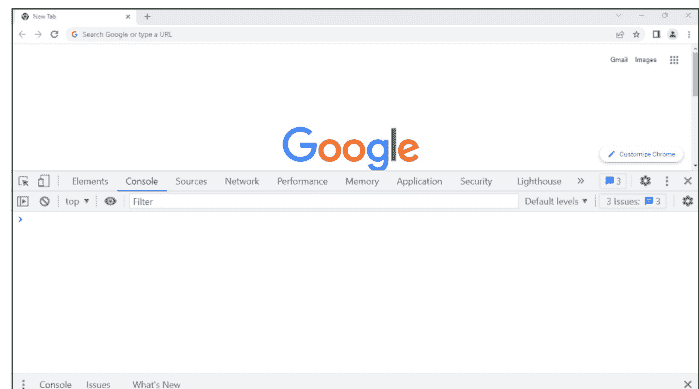 New Tab
Search Google or type a URL
Gmail Images
Google
Customize Chrome
Elements Console Sources Network Performance Memory Application Security Lighthouse » 3
top Filter Default levels 3 Issues: 3
Console Issues What's New